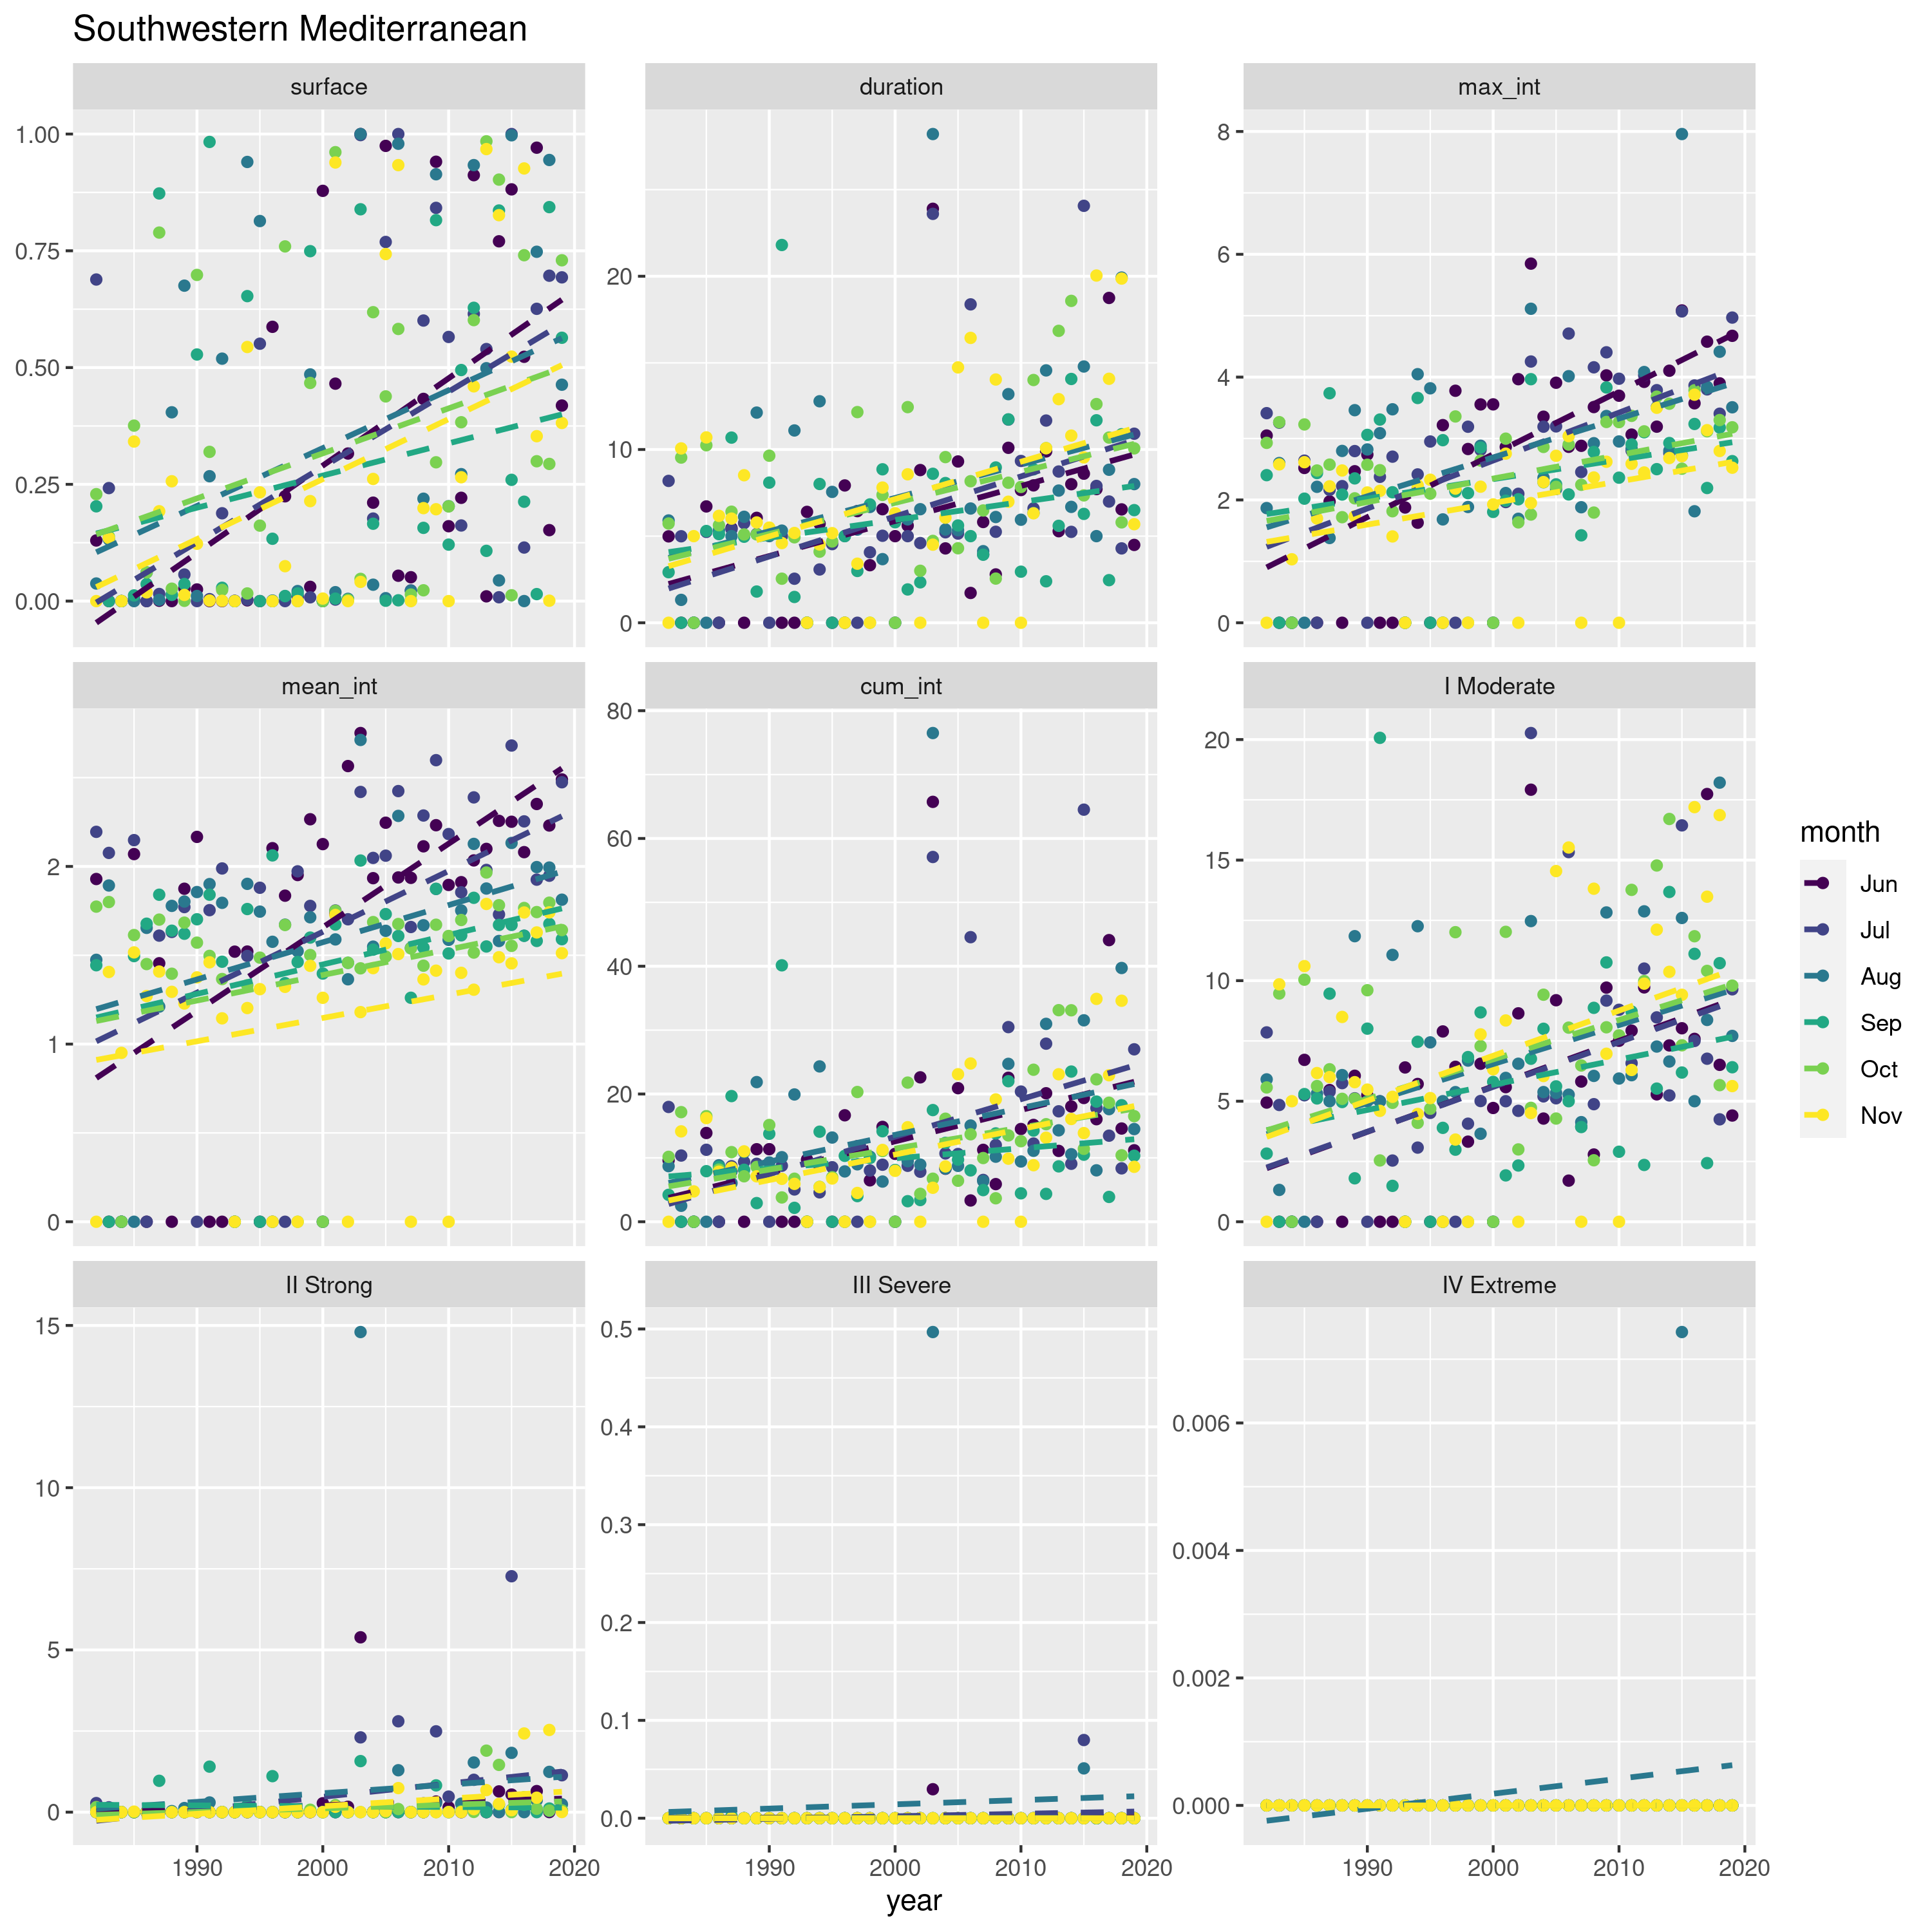 Southwestern Mediterranean
surface
duration
max_int
1.00
0.75
0.50
0.25
0.00
20
10
0
8
6
4
2
0
mean_int
cum_int
I Moderate
2
1
0
80
60
40
20
0
20
15
10
5
0
II Strong
III Severe
IV Extreme
15
10
5
0
0.5
0.4
0.3
0.2
0.1
0.0
0.006
0.004
0.002
0.000
1990 2000 2010 2020
1990 2000 2010 2020
1990 2000 2010 2020
year
month
Jun
Jul
Aug
Sep
Oct
Nov